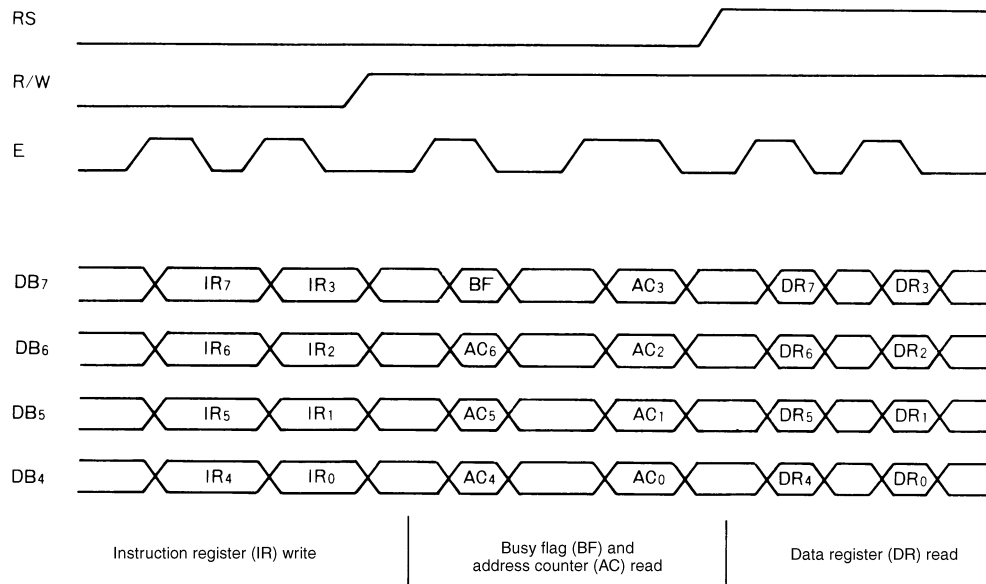 RS
R/W
E
DB7 IR7 IR3 BF AC3 DR7 DR3
DB6 IR6 IR2 AC6 AC2 DR6 DR2
DB5 IR5 IR1 AC5 AC1 DR5 DR1
DB4 IR4 IR0 AC4 AC0 DR4 DR0
Instruction register (IR) write
Busy flag (BF) and
address counter (AC) read
Data register (DR) read